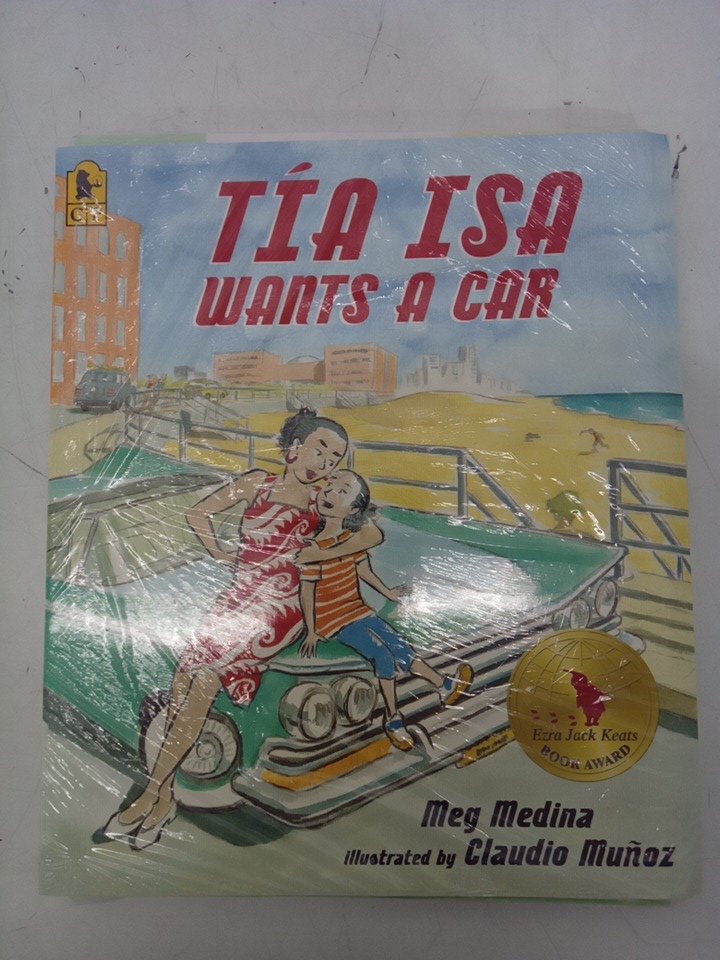 TÍA ISA
WANTS A CAR
Ezra Jack Keats
BOOK AWARD
Meg Medina
illustrated by Claudio Muñoz